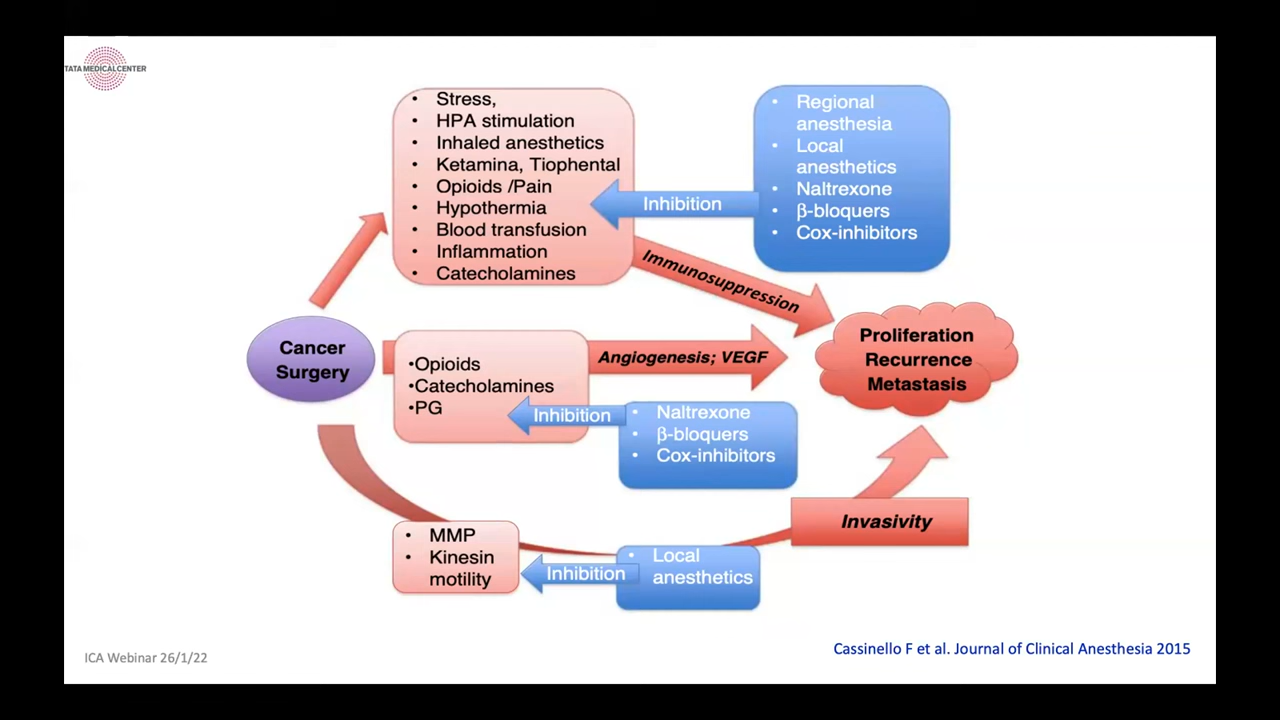 TATA MEDICAL CENTER
• Stress,
• HPA stimulation
• Inhaled anesthetics
• Ketamina, Tiophental
• Opioids /Pain
• Hypothermia
• Blood transfusion
• Inflammation
• Catecholamines
Inhibition
• Regional
anesthesia
• Local
anesthetics
• Naltrexone
• β-bloquers
• Cox-inhibitors
Immunosuppression
Cancer
Surgery
•Opioids
•Catecholamines
•PG
Angiogenesis; VEGF
Inhibition
• Naltrexone
• β-bloquers
• Cox-inhibitors
Proliferation
Recurrence
Metastasis
• MMP
• Kinesin
motility
Inhibition
• Local
anesthetics
Invasivity
ICA Webinar 26/1/22
Cassinello F et al. Journal of Clinical Anesthesia 2015